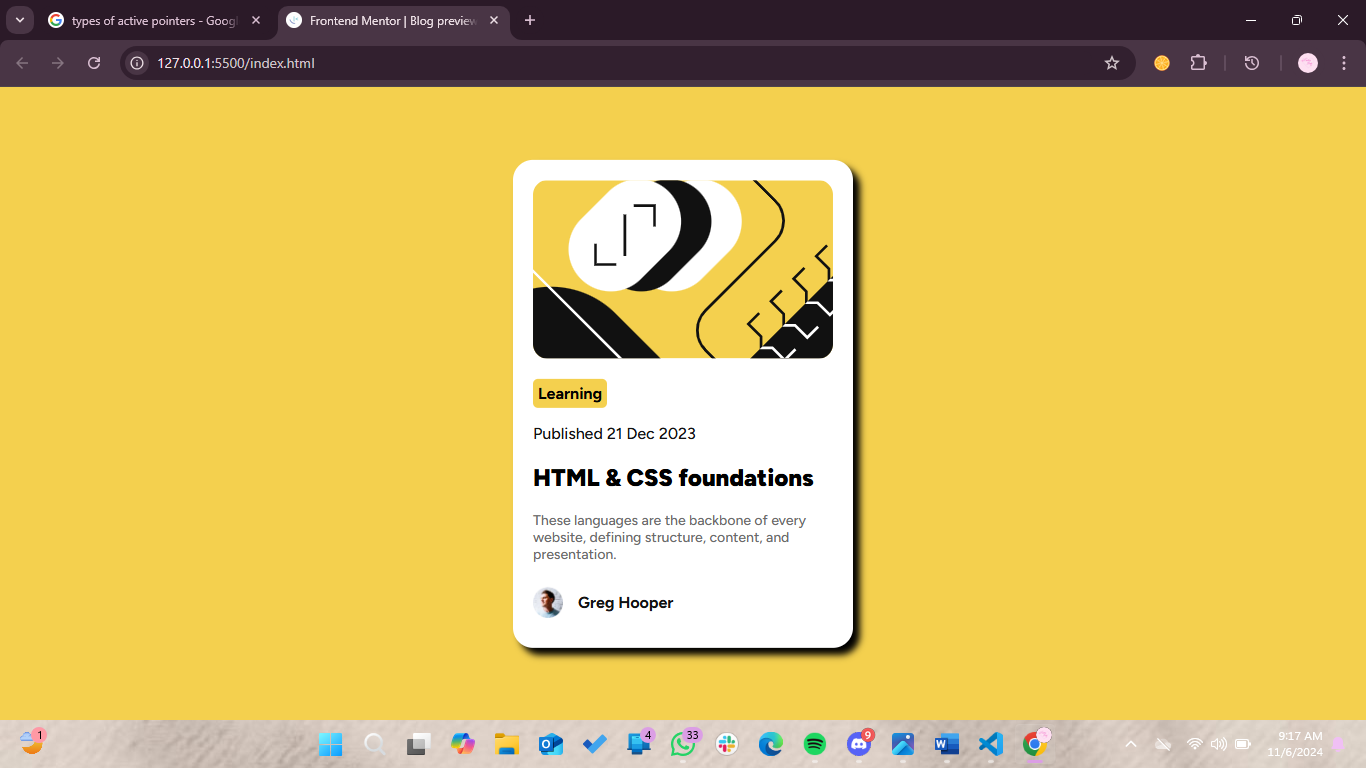 types of active pointers - Goog
Frontend Mentor | Blog preview
127.0.0.1:5500/index.html
Learning
Published 21 Dec 2023
HTML & CSS foundations
These languages are the backbone of every
website, defining structure, content, and
presentation.
Greg Hooper
1
4
33
9
9:17 AM
11/6/2024